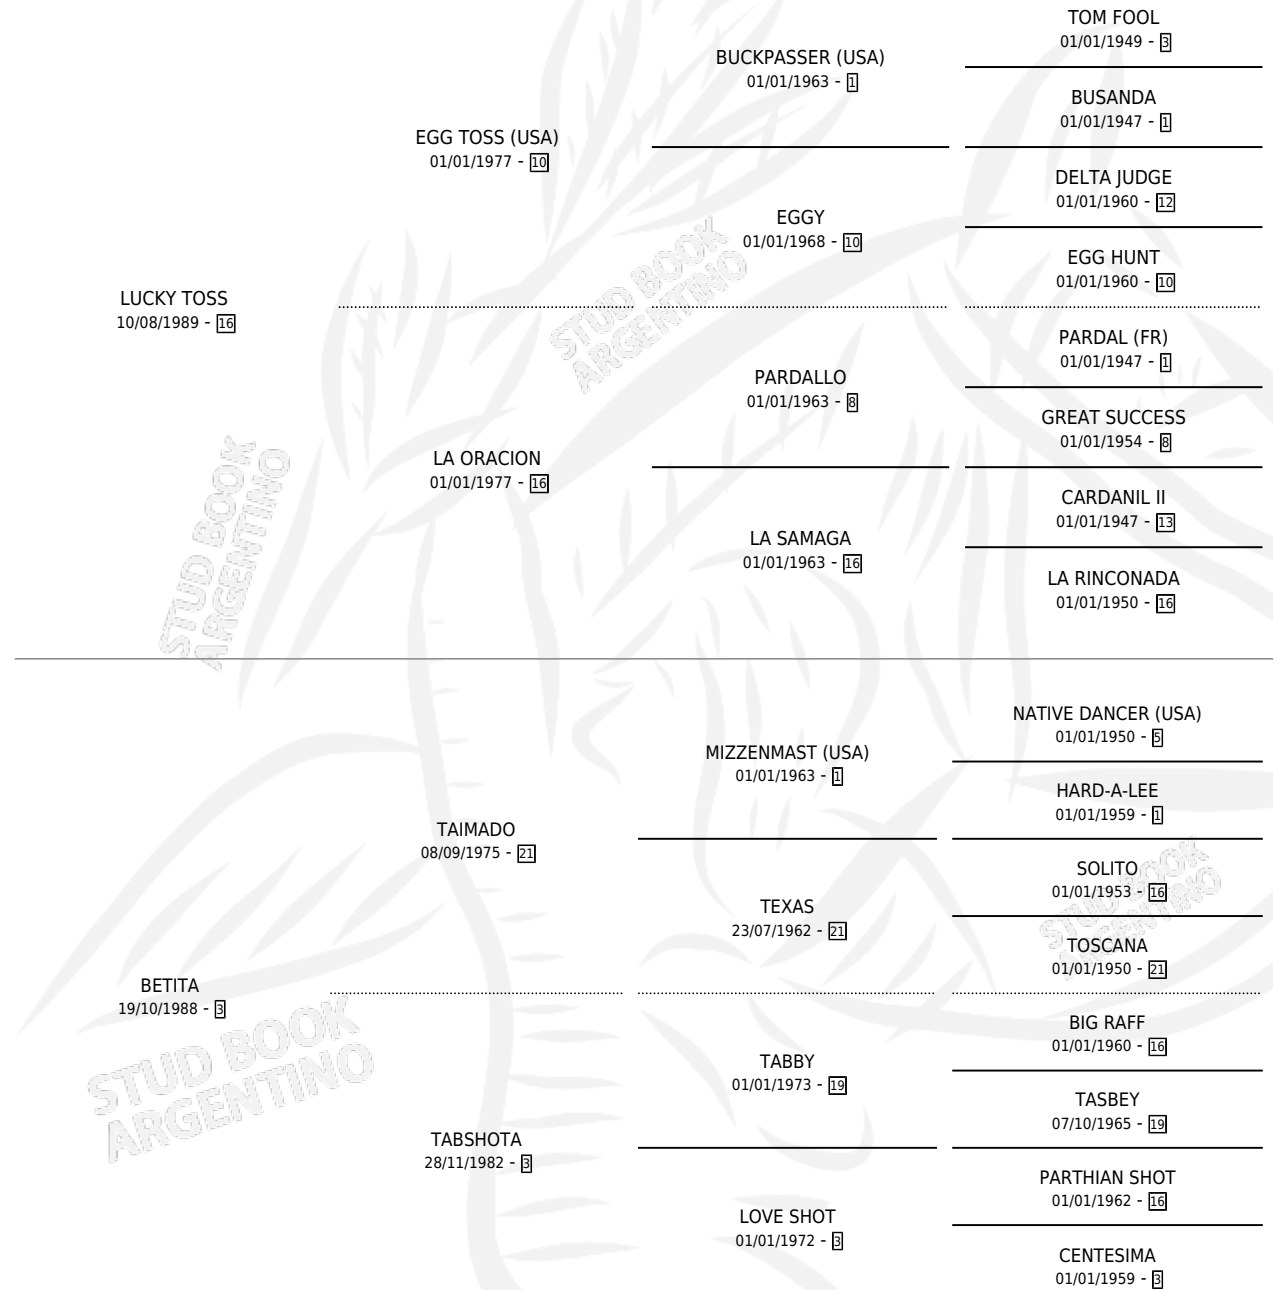 TOM FOOL
01/01/1949 - 3
BUCKPASSER (USA)
01/01/1963 - 1
BUSANDA
01/01/1947 - 1
EGG TOSS (USA)
01/01/1977 - 10
DELTA JUDGE
01/01/1960 - 12
EGGY
01/01/1968 - 10
EGG HUNT
01/01/1960 - 10
LUCKY TOSS
10/08/1989 - 16
PARDAL (FR)
01/01/1947 - 1
PARDALLO
01/01/1963 - 8
GREAT SUCCESS
01/01/1954 - 8
LA ORACION
01/01/1977 - 16
CARDANIL II
01/01/1947 - 13
LA SAMAGA
01/01/1963 - 16
LA RINCONADA
01/01/1950 - 16
NATIVE DANCER (USA)
01/01/1950 - 5
MIZZENMAST (USA)
01/01/1963 - 1
HARD-A-LEE
01/01/1959 - 1
TAIMADO
08/09/1975 - 21
SOLITO
01/01/1953 - 16
TEXAS
23/07/1962 - 21
TOSCANA
01/01/1950 - 21
BETITA
19/10/1988 - 3
BIG RAFF
01/01/1960 - 16
TABBY
01/01/1973 - 19
TASBEY
07/10/1965 - 19
TABSHOTA
28/11/1982 - 3
PARTHIAN SHOT
01/01/1962 - 16
LOVE SHOT
01/01/1972 - 3
CENTESIMA
01/01/1959 - 3
STUD BOOK
ARGENTINO
STUD BOOK
ARGENTINO
STUD BOOK
ARGENTINO
STUD BOOK
ARGENTINO